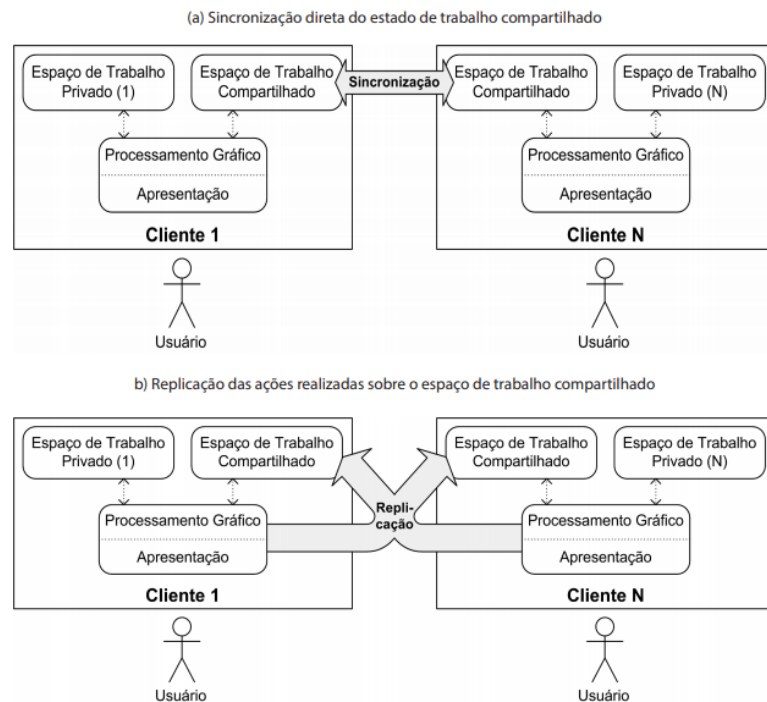 (a) Sincronização direta do estado de trabalho compartilhado
Espaço de Trabalho
Privado (1)
Espaço de Trabalho
Compartilhado
Sincronização
Espaço de Trabalho
Compartilhado
Espaço de Trabalho
Privado (N)
Processamento Gráfico
Apresentação
Processamento Gráfico
Apresentação
Cliente 1
Cliente N
Usuário
Usuário
b) Replicação das ações realizadas sobre o espaço de trabalho compartilhado
Espaço de Trabalho
Privado (1)
Espaço de Trabalho
Compartilhado
Espaço de Trabalho
Compartilhado
Espaço de Trabalho
Privado (N)
Repli-
cação
Processamento Gráfico
Apresentação
Processamento Gráfico
Apresentação
Cliente 1
Cliente N
Usuário
Usuário